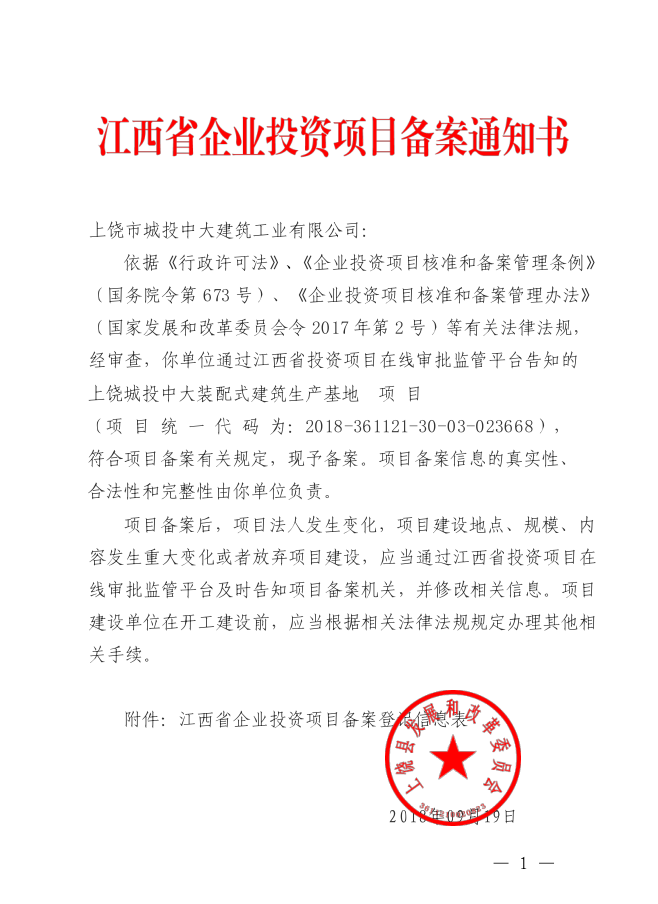 江西省企业投资项目备案通知书
上饶市城投中大建筑工业有限公司：
依据《行政许可法》、《企业投资项目核准和备案管理条例》
（国务院令第 673 号）、《企业投资项目核准和备案管理办法》
（国家发展和改革委员会令 2017 年第 2 号）等有关法律法规，
经审查，你单位通过江西省投资项目在线审批监管平台告知的
上饶城投中大装配式建筑生产基地 项 目
（项 目 统 一 代 码 为：2018-361121-30-03-023668），
符合项目备案有关规定，现予备案。项目备案信息的真实性、
合法性和完整性由你单位负责。
项目备案后，项目法人发生变化，项目建设地点、规模、内
容发生重大变化或者放弃项目建设，应当通过江西省投资项目在
线审批监管平台及时告知项目备案机关，并修改相关信息。项目
建设单位在开工建设前，应当根据相关法律法规规定办理其他相
关手续。
附件：江西省企业投资项目备案登记信息表
上饶县发展和改革委员会
2018年09月19日
— 1 —